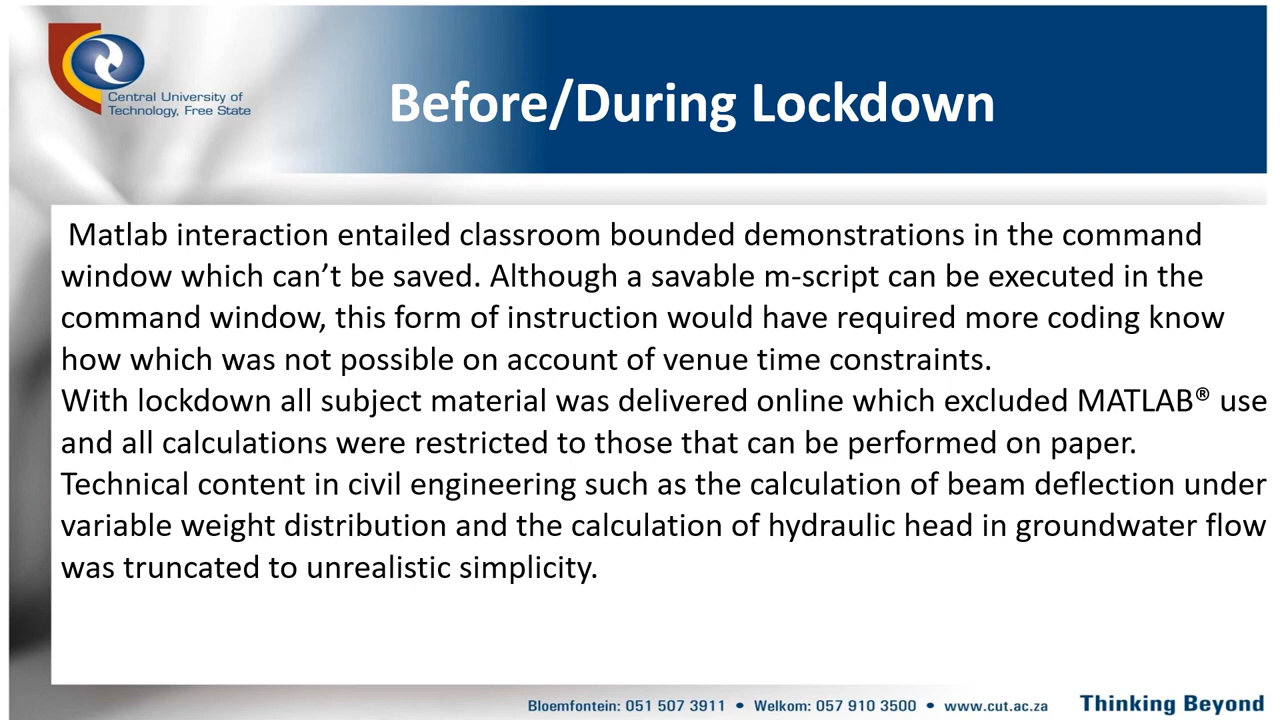 Central University of
Technology, Free State
Before/During Lockdown
Matlab interaction entailed classroom bounded demonstrations in the command
window which can’t be saved. Although a savable m-script can be executed in the
command window, this form of instruction would have required more coding know
how which was not possible on account of venue time constraints.
With lockdown all subject material was delivered online which excluded MATLAB® use
and all calculations were restricted to those that can be performed on paper.
Technical content in civil engineering such as the calculation of beam deflection under
variable weight distribution and the calculation of hydraulic head in groundwater flow
was truncated to unrealistic simplicity.
Bloemfontein: 051 507 3911 • Welkom: 057 910 3500 • www.cut.ac.za Thinking Beyond